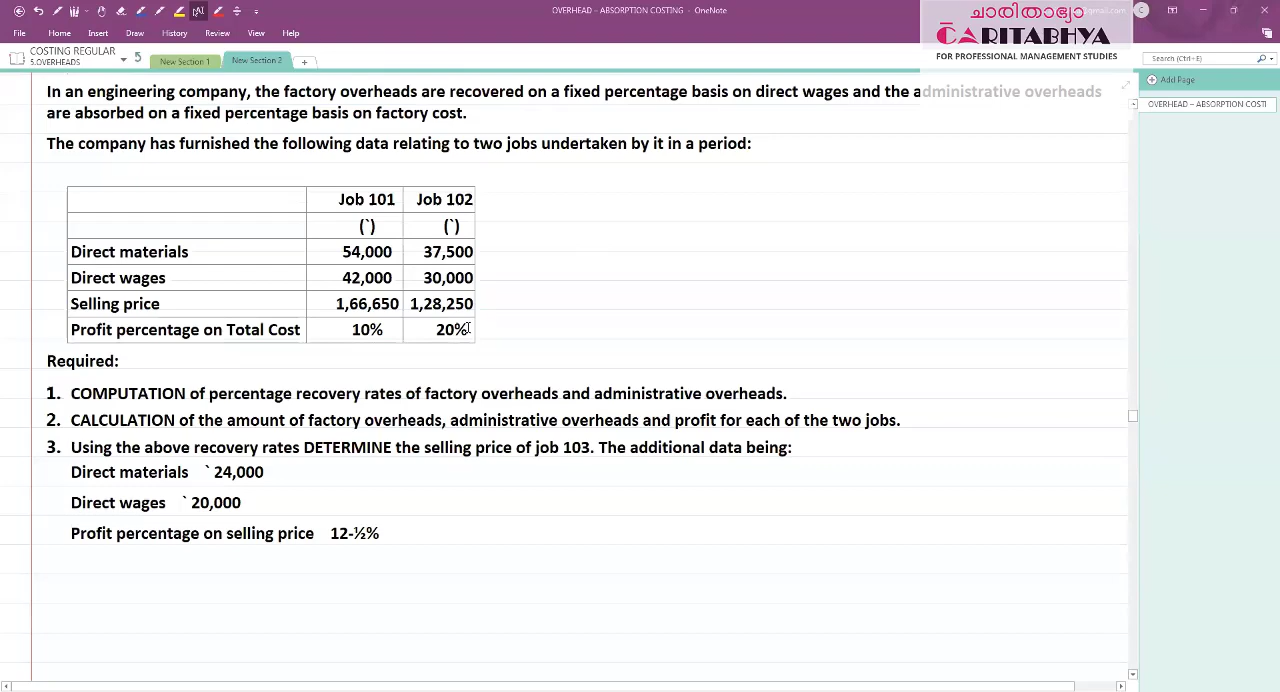 OVERHEAD – ABSORPTION COSTING - OneNote
@gmail.com
C
File Home Insert Draw History Review View Help
ചാരിതാഭ്യാ
CARITABHYA
FOR PROFESSIONAL MANAGEMENT STUDIES
COSTING REGULAR
5.OVERHEADS
5
New Section 1
New Section 2
+
Search (Ctrl+E)
Add Page
OVERHEAD – ABSORPTION COSTI
In an engineering company, the factory overheads are recovered on a fixed percentage basis on direct wages and the administrative overheads
are absorbed on a fixed percentage basis on factory cost.
The company has furnished the following data relating to two jobs undertaken by it in a period:
Job 101 Job 102
(`) (`)
Direct materials 54,000 37,500
Direct wages 42,000 30,000
Selling price 1,66,650 1,28,250
Profit percentage on Total Cost 10% 20%
Required:
1. COMPUTATION of percentage recovery rates of factory overheads and administrative overheads.
2. CALCULATION of the amount of factory overheads, administrative overheads and profit for each of the two jobs.
3. Using the above recovery rates DETERMINE the selling price of job 103. The additional data being:
Direct materials ` 24,000
Direct wages ` 20,000
Profit percentage on selling price 12-½%